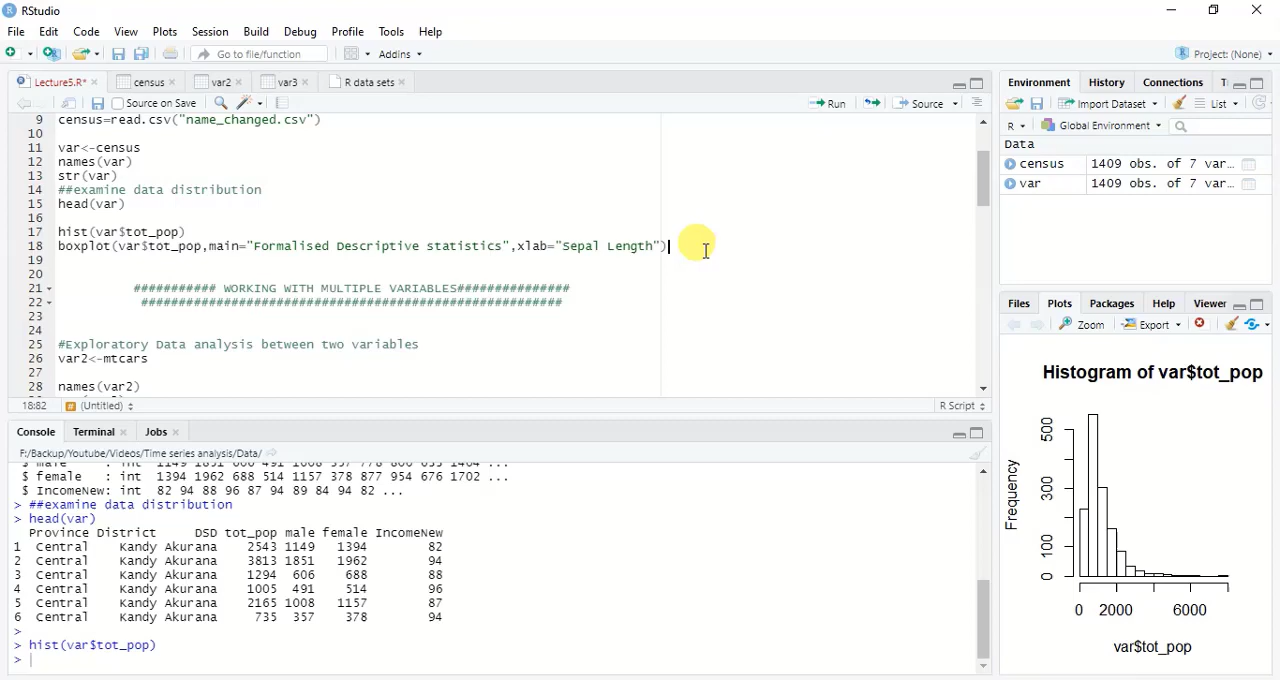 RStudio
File Edit Code View Plots Session Build Debug Profile Tools Help
Go to file/function Addins Project: (None)
Lecture5.R* census var2 var3 R data sets
Source on Save Run Source
9 census=read.csv("name_changed.csv")
10
11 var<-census
12 names(var)
13 str(var)
14 ##examine data distribution
15 head(var)
16
17 hist(var$tot_pop)
18 boxplot(var$tot_pop,main="Formalised Descriptive statistics",xlab="Sepal Length")
19
20
21 ########### WORKING WITH MULTIPLE VARIABLES###############
22 ########################################################
23
24
25 #Exploratory Data analysis between two variables
26 var2<-mtcars
27
28 names(var2)
18:82 # (Untitled) R Script
Console Terminal Jobs
F:/Backup/Youtube/Videos/Time series analysis/Data/
$ female : int 1394 1962 688 514 1157 378 877 954 676 1702 ...
$ IncomeNew: int 82 94 88 96 87 94 89 84 94 82 ...
> ##examine data distribution
> head(var)
Province District DSD tot_pop male female IncomeNew
1 Central Kandy Akurana 2543 1149 1394 82
2 Central Kandy Akurana 3813 1851 1962 94
3 Central Kandy Akurana 1294 606 688 88
4 Central Kandy Akurana 1005 491 514 96
5 Central Kandy Akurana 2165 1008 1157 87
6 Central Kandy Akurana 735 357 378 94
>
> hist(var$tot_pop)
>
Environment History Connections
Import Dataset List
R Global Environment
Data
census 1409 obs. of 7 var...
var 1409 obs. of 7 var...
Files Plots Packages Help Viewer
Zoom Export
Histogram of var$tot_pop
Frequency
500
300
100
0
0 2000 6000
var$tot_pop